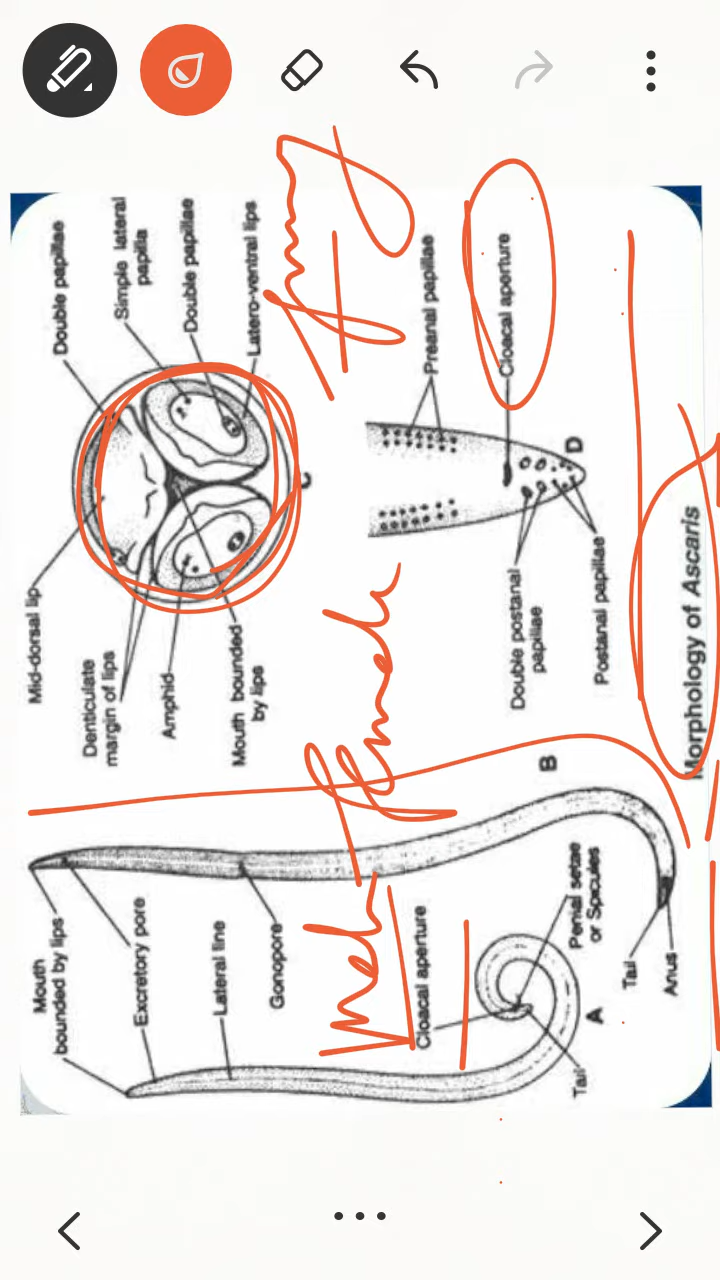 Mouth
bounded by lips
Excretory pore
Lateral line
Gonopore
Cloacal aperture
Penial setae
or Spicules
Tail
A
Tail
Anus
B
Male
female
Mid-dorsal lip
Denticulate
margin of lips
Amphid
Mouth bounded
by lips
Double papillae
Simple lateral
papilla
Double papillae
Latero-ventral lips
C
Preanal papillae
Cloacal aperture
Double postanal
papillae
Postanal papillae
D
Morphology of Ascaris